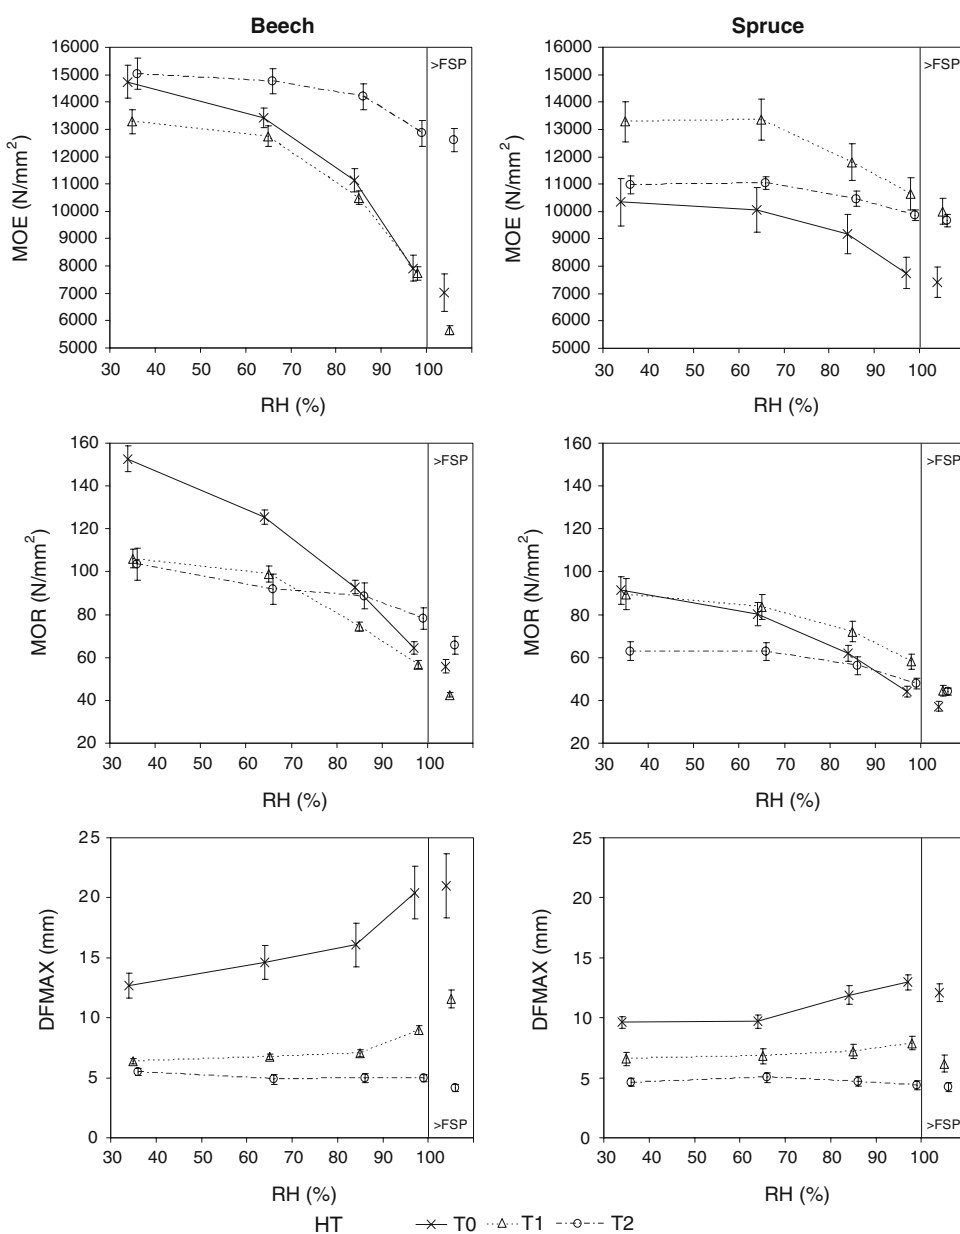 Beech
Spruce
16000
15000
14000
13000
12000
11000
10000
9000
8000
7000
6000
5000
MOE (N/mm²)
>FSP
30 40 50 60 70 80 90 100
RH (%)
16000
15000
14000
13000
12000
11000
10000
9000
8000
7000
6000
5000
MOE (N/mm²)
>FSP
30 40 50 60 70 80 90 100
RH (%)
160
140
120
100
80
60
40
20
MOR (N/mm²)
>FSP
30 40 50 60 70 80 90 100
RH (%)
160
140
120
100
80
60
40
20
MOR (N/mm²)
>FSP
30 40 50 60 70 80 90 100
RH (%)
25
20
15
10
5
0
DFMAX (mm)
>FSP
30 40 50 60 70 80 90 100
RH (%)
25
20
15
10
5
0
DFMAX (mm)
>FSP
30 40 50 60 70 80 90 100
RH (%)
HT T0 T1 T2